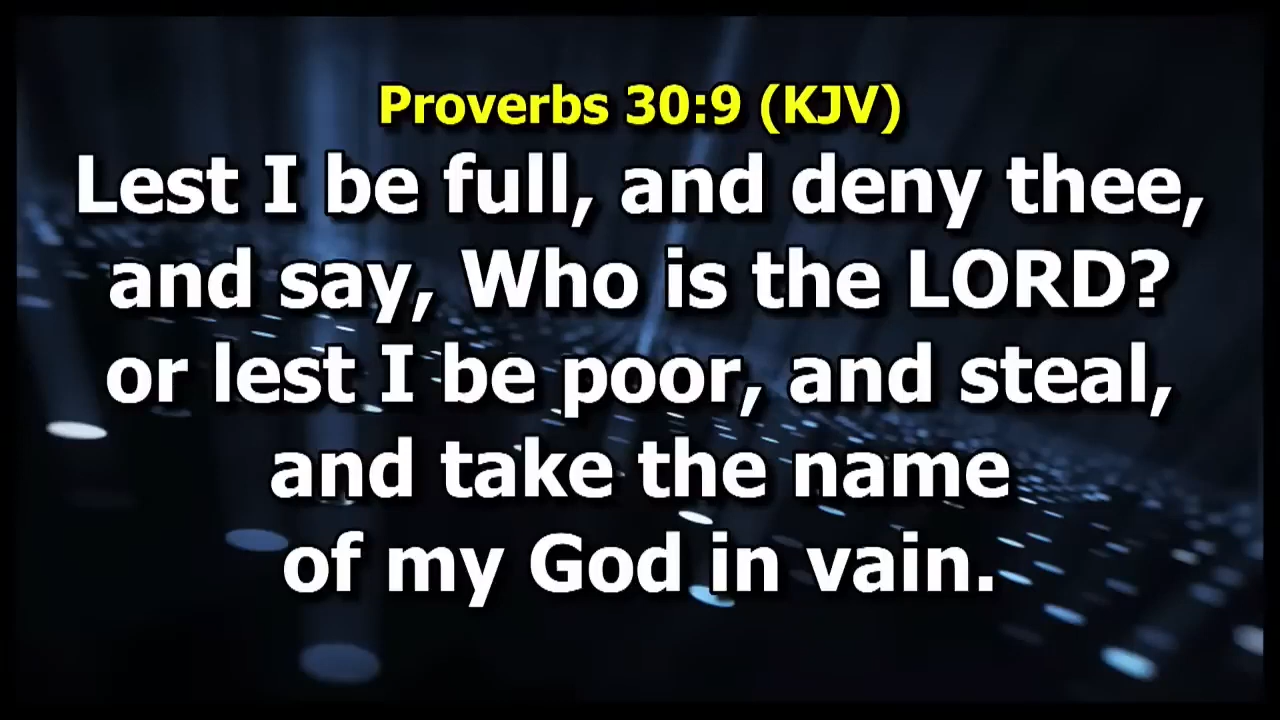 Proverbs 30:9 (KJV)
Lest I be full, and deny thee,
and say, Who is the LORD?
or lest I be poor, and steal,
and take the name
of my God in vain.